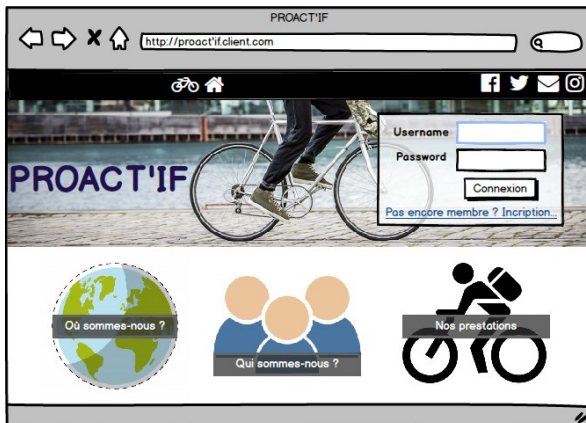 PROACT'IF
http://proact'if.client.com
Username
Password
PROACT'IF
Connexion
Pas encore membre ? Incription...
Où sommes-nous ?
Qui sommes-nous ?
Nos prestations